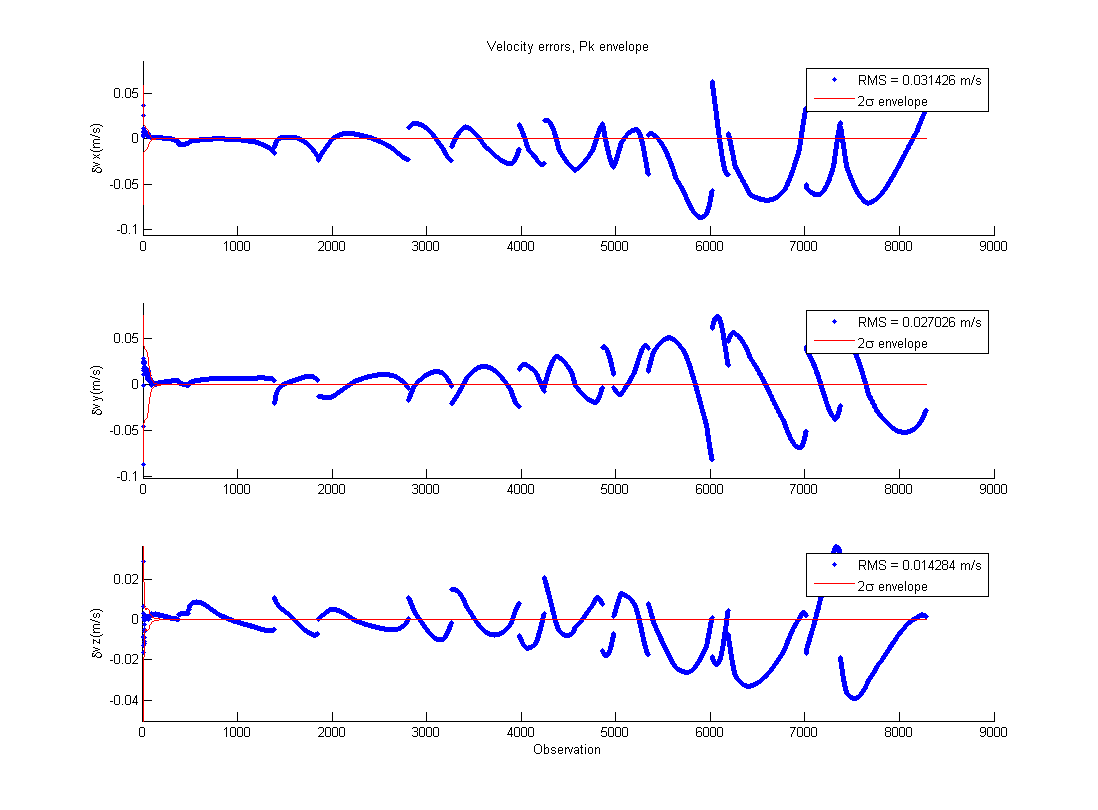 Velocity errors, Pk envelope
δv x(m/s)
0.05
0
-0.05
-0.1
RMS = 0.031426 m/s
2σ envelope
0 1000 2000 3000 4000 5000 6000 7000 8000 9000
δv y(m/s)
0.05
0
-0.05
-0.1
RMS = 0.027026 m/s
2σ envelope
0 1000 2000 3000 4000 5000 6000 7000 8000 9000
δv z(m/s)
0.02
0
-0.02
-0.04
RMS = 0.014284 m/s
2σ envelope
0 1000 2000 3000 4000 5000 6000 7000 8000 9000
Observation